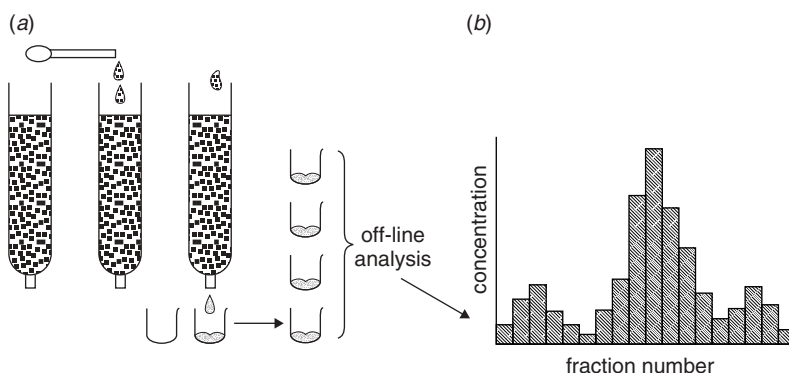 (a)
(b)
off-line
analysis
concentration
fraction number